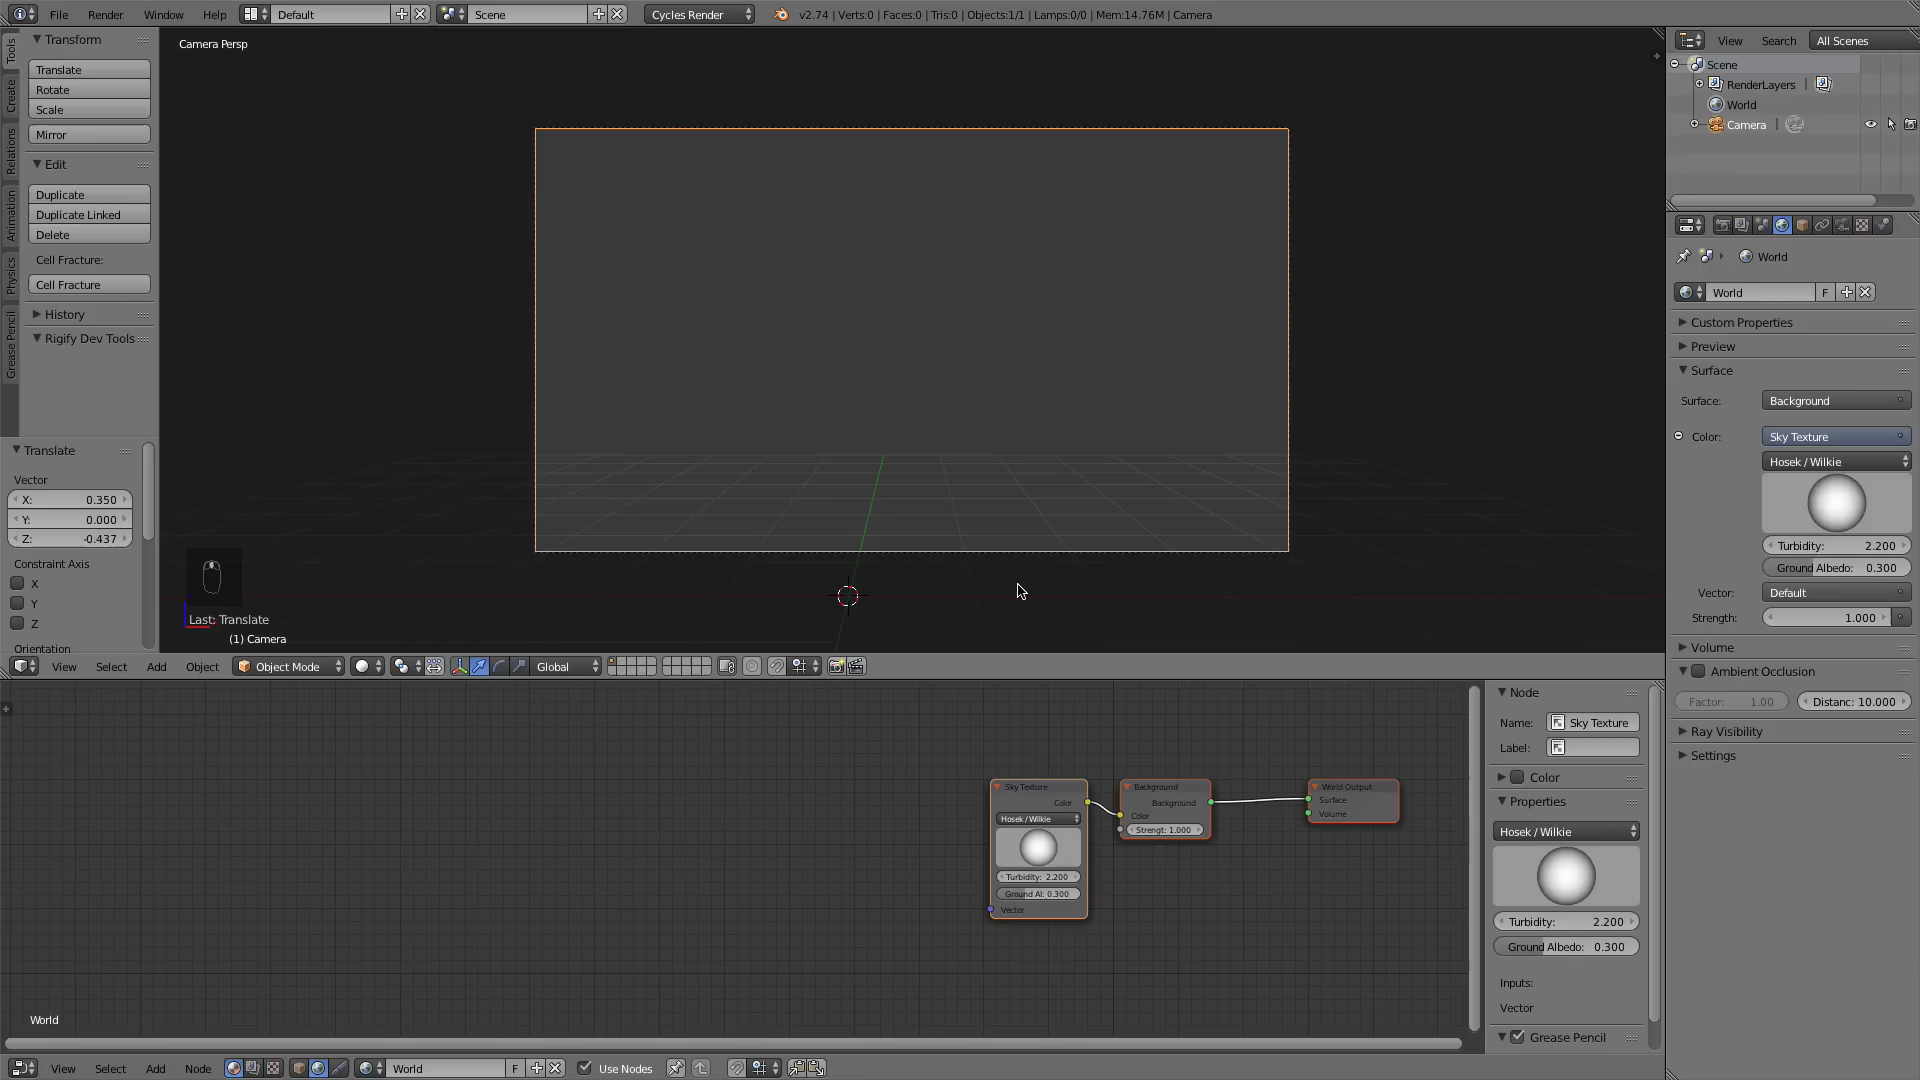 File Render Window Help Default Scene Cycles Render v2.74 | Verts:0 | Faces:0 | Tris:0 | Objects:1/1 | Lamps:0/0 | Mem:14.76M | Camera
Tools
Create
Relations
Animation
Physics
Grease Pencil
Transform
Translate
Rotate
Scale
Mirror
Edit
Duplicate
Duplicate Linked
Delete
Cell Fracture:
Cell Fracture
History
Rigify Dev Tools
Translate
Vector
X: 0.350
Y: 0.000
Z: -0.437
Constraint Axis
X
Y
Z
Orientation
Camera Persp
Last: Translate
(1) Camera
View Select Add Object Object Mode Global
View Search All Scenes
Scene
RenderLayers |
World
Camera |
World
World F
Custom Properties
Preview
Surface
Surface: Background
Color: Sky Texture
Hosek / Wilkie
Turbidity: 2.200
Ground Albedo: 0.300
Vector: Default
Strength: 1.000
Volume
Ambient Occlusion
Factor: 1.00 Distanc: 10.000
Ray Visibility
Settings
Sky Texture
Color
Hosek / Wilkie
Turbidity: 2.200
Ground Al: 0.300
Vector
Background
Background
Color
Strengt: 1.000
World Output
Surface
Volume
Node
Name: Sky Texture
Label:
Color
Properties
Hosek / Wilkie
Turbidity: 2.200
Ground Albedo: 0.300
Inputs:
Vector
Grease Pencil
World
View Select Add Node World F Use Nodes